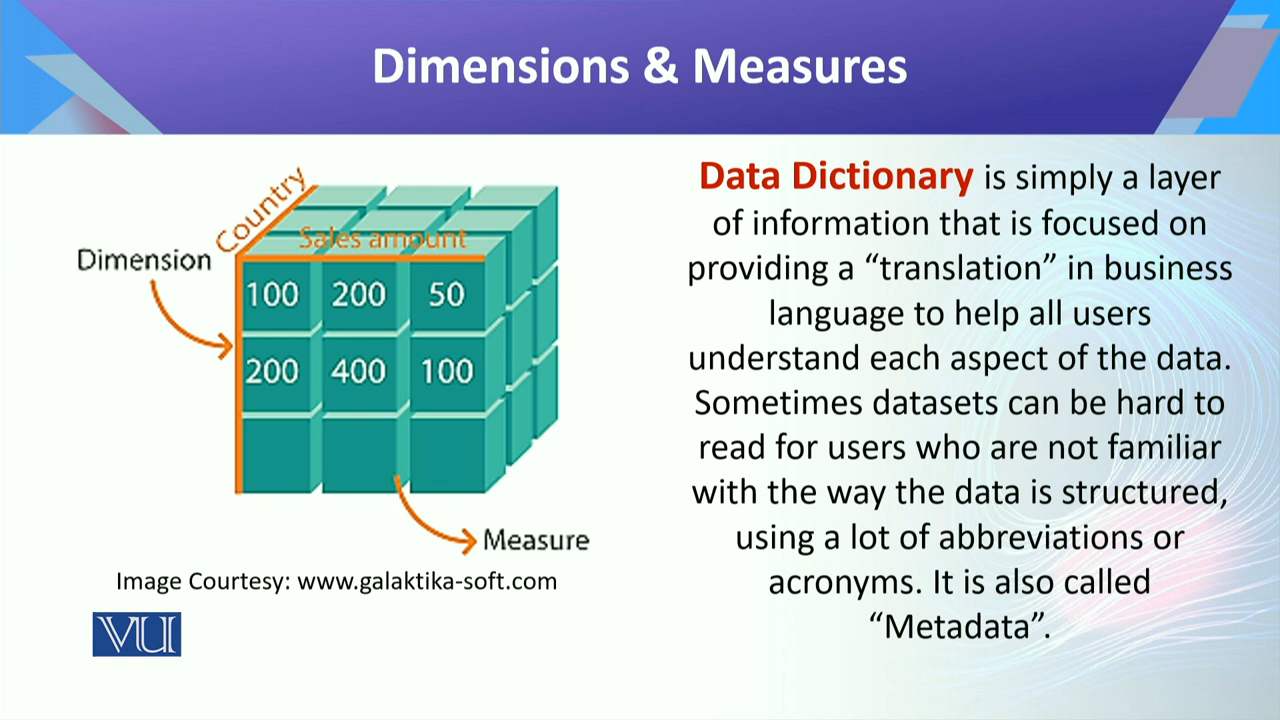 Dimensions & Measures
Country
Sales amount
Dimension
100 200 50
200 400 100
Measure
Image Courtesy: www.galaktika-soft.com
VU
Data Dictionary is simply a layer
of information that is focused on
providing a “translation” in business
language to help all users
understand each aspect of the data.
Sometimes datasets can be hard to
read for users who are not familiar
with the way the data is structured,
using a lot of abbreviations or
acronyms. It is also called
“Metadata”.